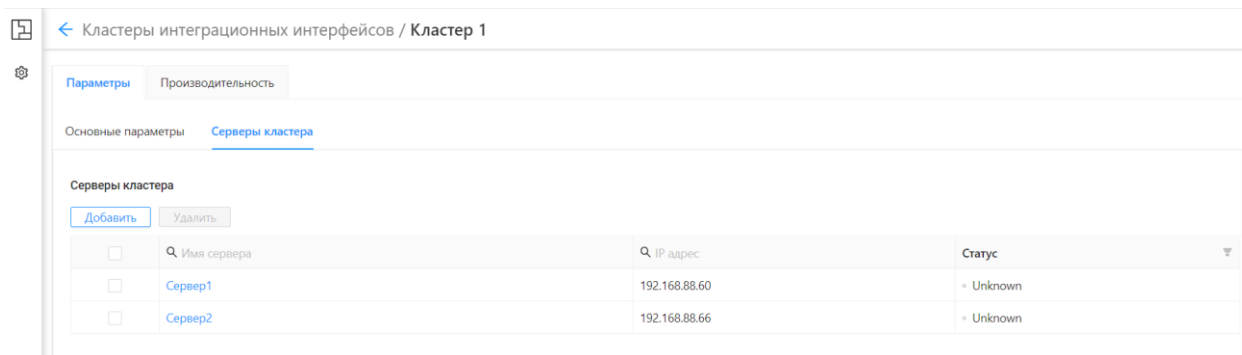 Кластеры интеграционных интерфейсов / Кластер 1
Параметры Производительность
Основные параметры Серверы кластера
Серверы кластера
Добавить Удалить
Имя сервера IP адрес Статус
Сервер1 192.168.88.60 Unknown
Сервер2 192.168.88.66 Unknown